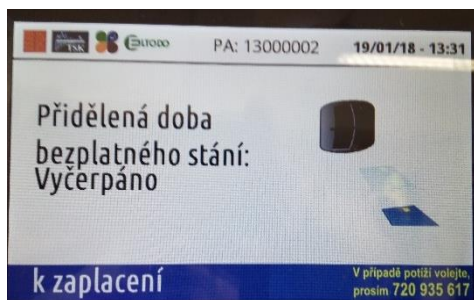 TSK ELTODO PA: 13000002 19/01/18 - 13:31
Přidělená doba
bezplatného stání:
Vyčerpáno
k zaplacení
V případě potíží volejte,
prosím 720 935 617